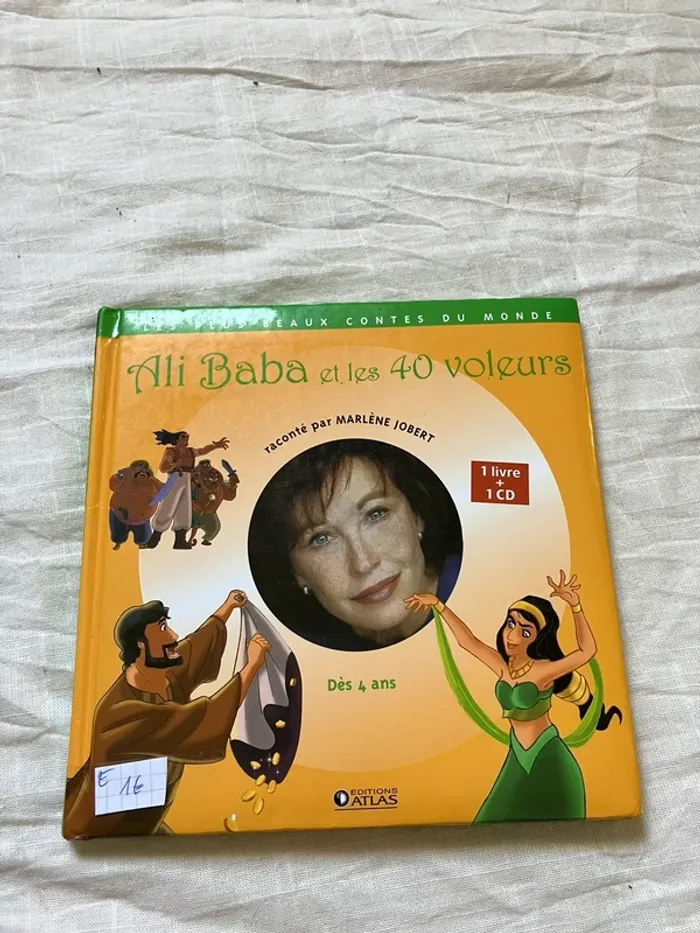 LES PLUS BEAUX CONTES DU MONDE
Ali Baba et les 40 voleurs
raconté par MARLÈNE JOBERT
1 livre
+
1 CD
Dès 4 ans
€ 1€
EDITIONS
ATLAS